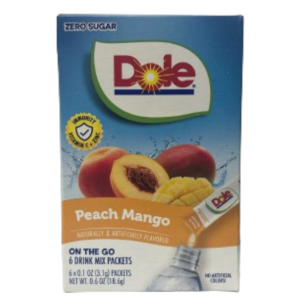 ZERO SUGAR
Dole
IMMUNITY
VITAMIN C + ZINC
Dole
Peach Mango
NATURALLY & ARTIFICIALLY FLAVORED
ON THE GO
6 DRINK MIX PACKETS
6 x 0.1 OZ (3.1g) PACKETS
NET WT. 0.6 OZ (18.6g)
NO ARTIFICIAL
COLORS!